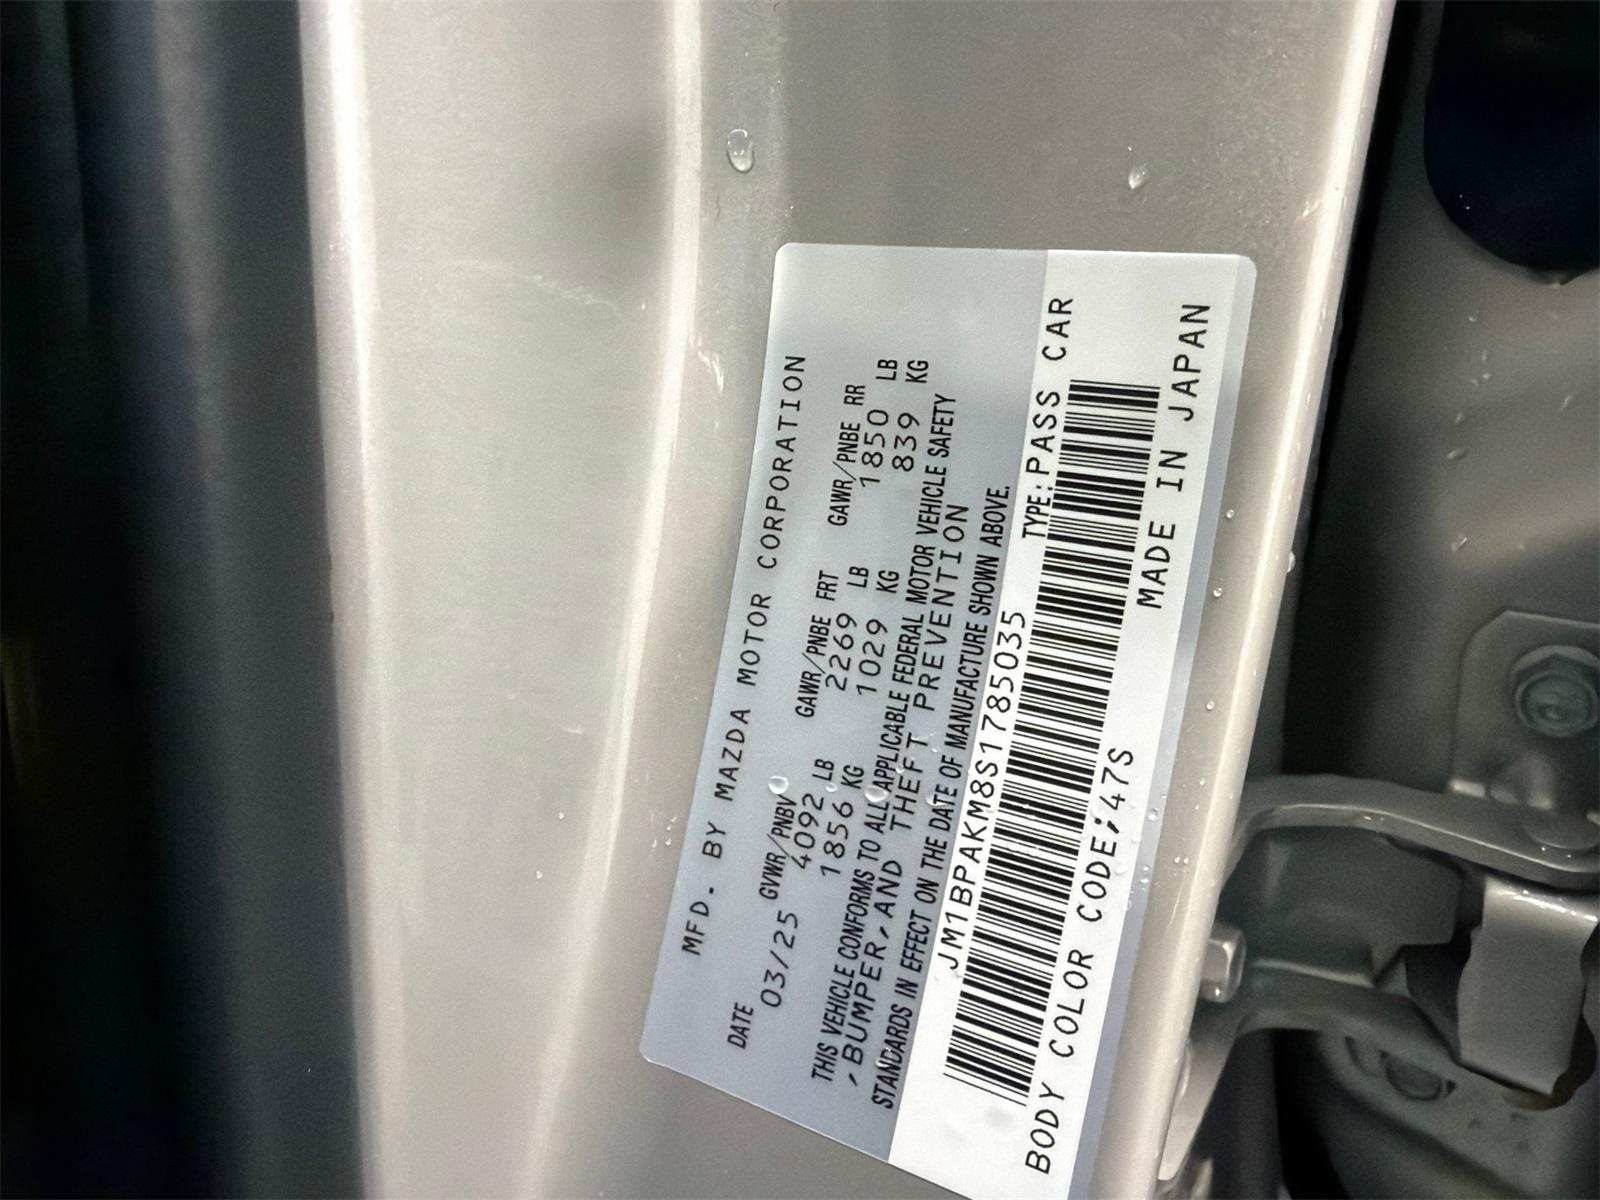 MFD. BY MAZDA MOTOR CORPORATION
DATE GVWR/PNBV GAWR/PNBE FRT GAWR/PNBE RR
03/25 4092 LB 2269 LB 1850 LB
1856 KG 1029 KG 839 KG
THIS VEHICLE CONFORMS TO ALL APPLICABLE FEDERAL MOTOR VEHICLE SAFETY
,BUMPER,AND THEFT PREVENTION
STANDARDS IN EFFECT ON THE DATE OF MANUFACTURE SHOWN ABOVE.
JM1BPAKM8S1785035 TYPE:PASS CAR
BODY COLOR CODE:47S MADE IN JAPAN